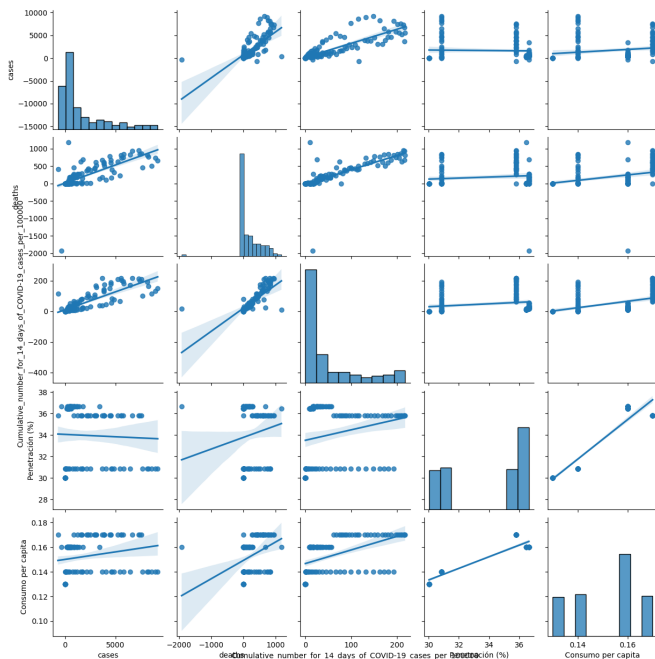 10000
5000
0
−5000
−10000
−15000
cases
1000
500
0
−500
−1000
−1500
−2000
deaths
200
0
−200
−400
Cumulative_number_for_14_days_of_COVID-19_cases_per_100000
38
36
34
32
30
28
Penetración (%)
0.18
0.16
0.14
0.12
0.10
Consumo per capita
0 5000
−2000 −1000 0 1000
0 100 200
30 32 34 36
0.14 0.16
cases
deaths
Cumulative_number_for_14_days_of_COVID-19_cases_per_100000
Penetración (%)
Consumo per capita